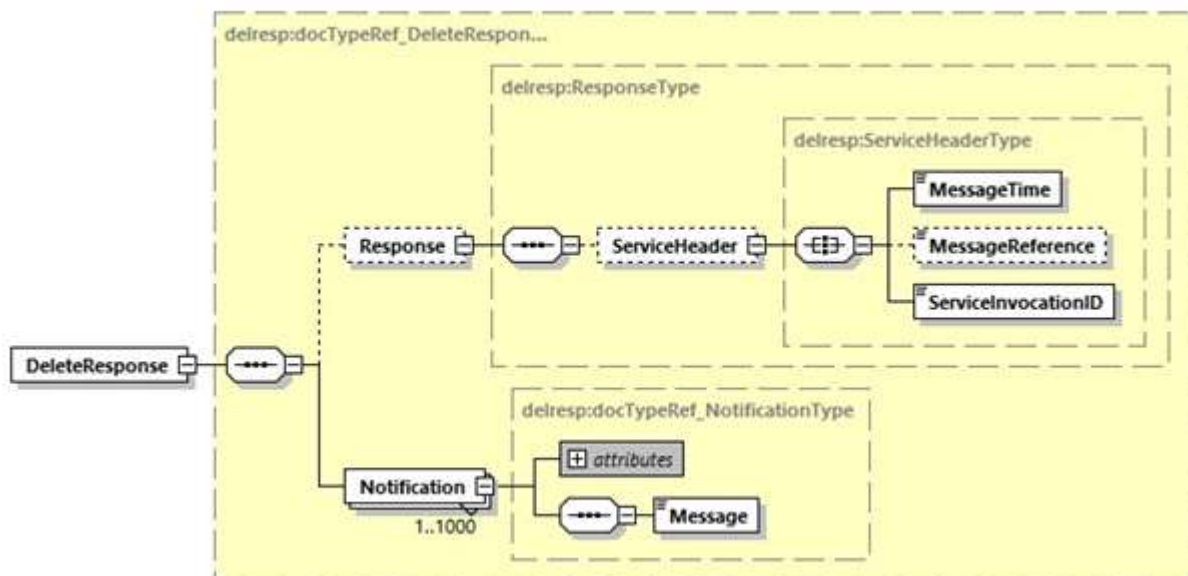 delresp:docTypeRef_DeleteRespon...
delresp:ResponseType
delresp:ServiceHeaderType
MessageTime
Response
ServiceHeader
MessageReference
ServiceInvocationID
DeleteResponse
delresp:docTypeRef_NotificationType
attributes
Notification
1..1000
Message